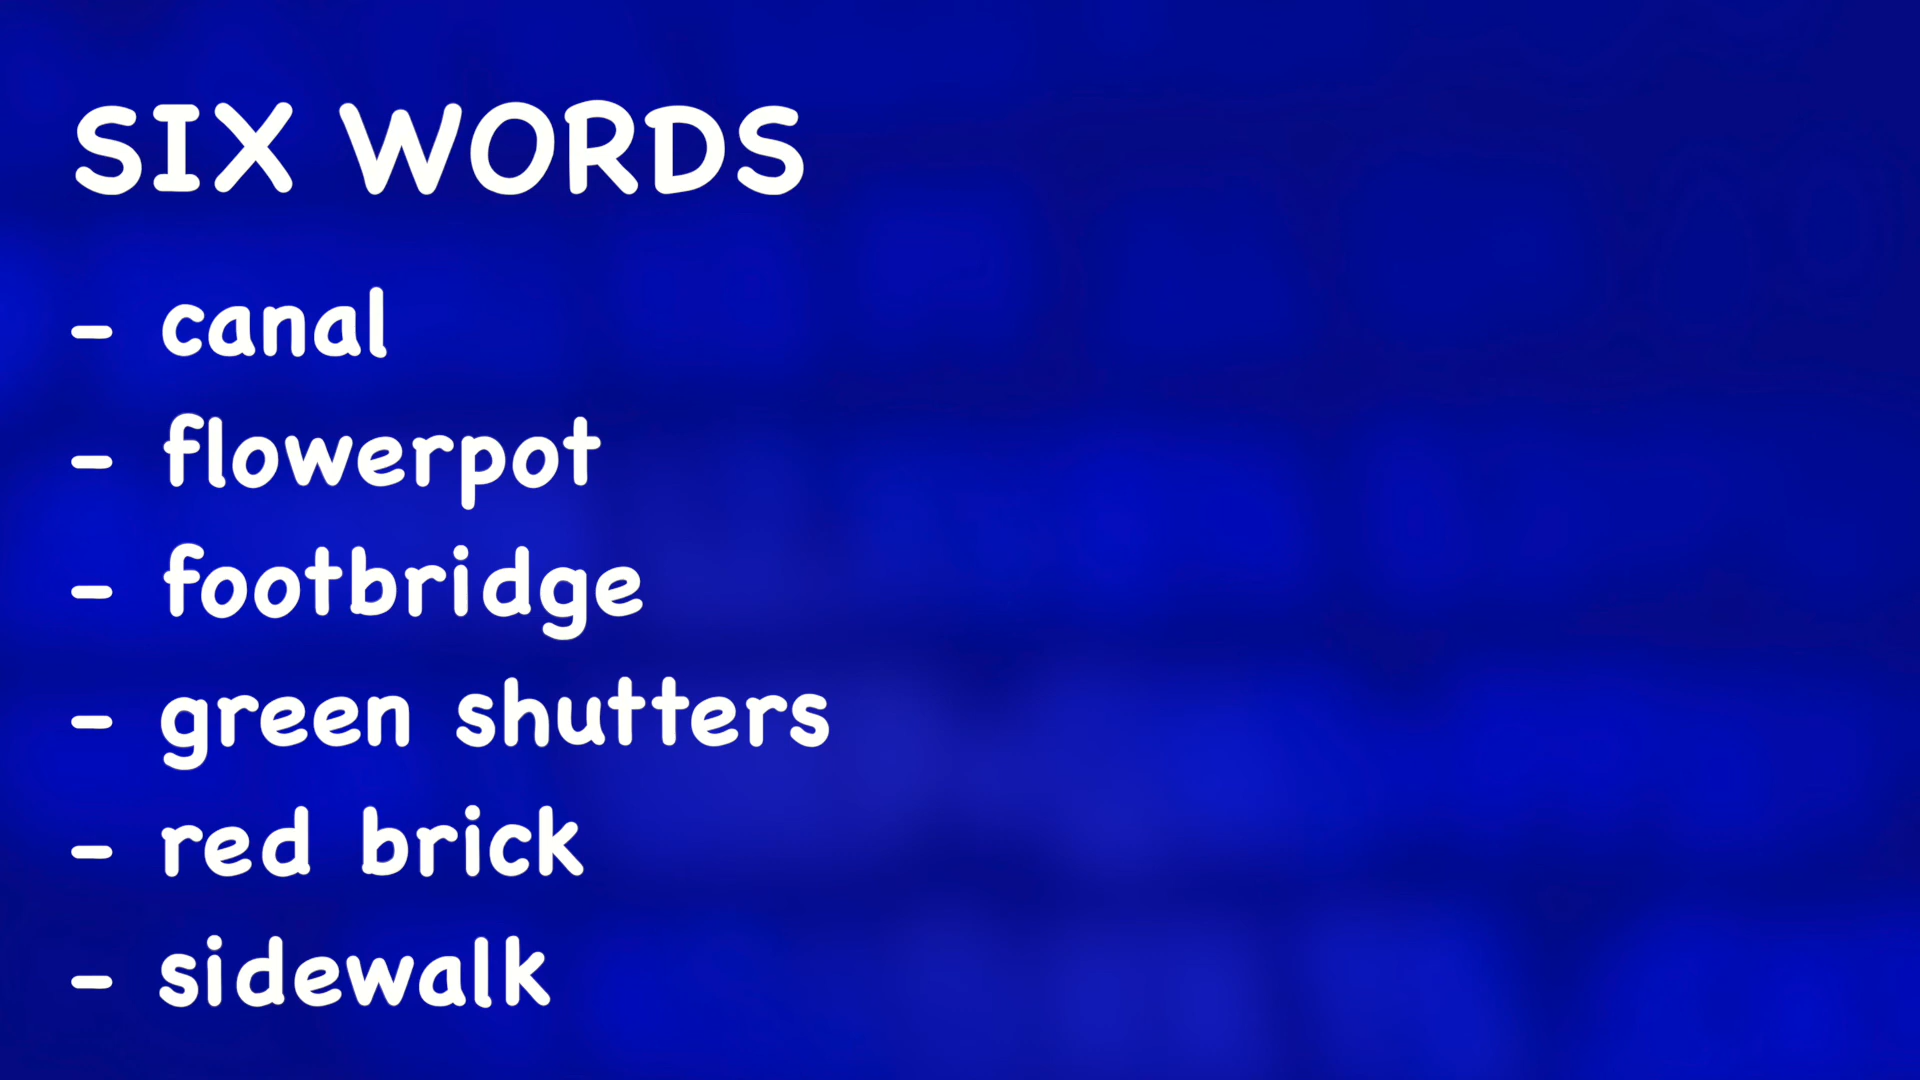 SIX WORDS
- canal
- flowerpot
- footbridge
- green shutters
- red brick
- sidewalk